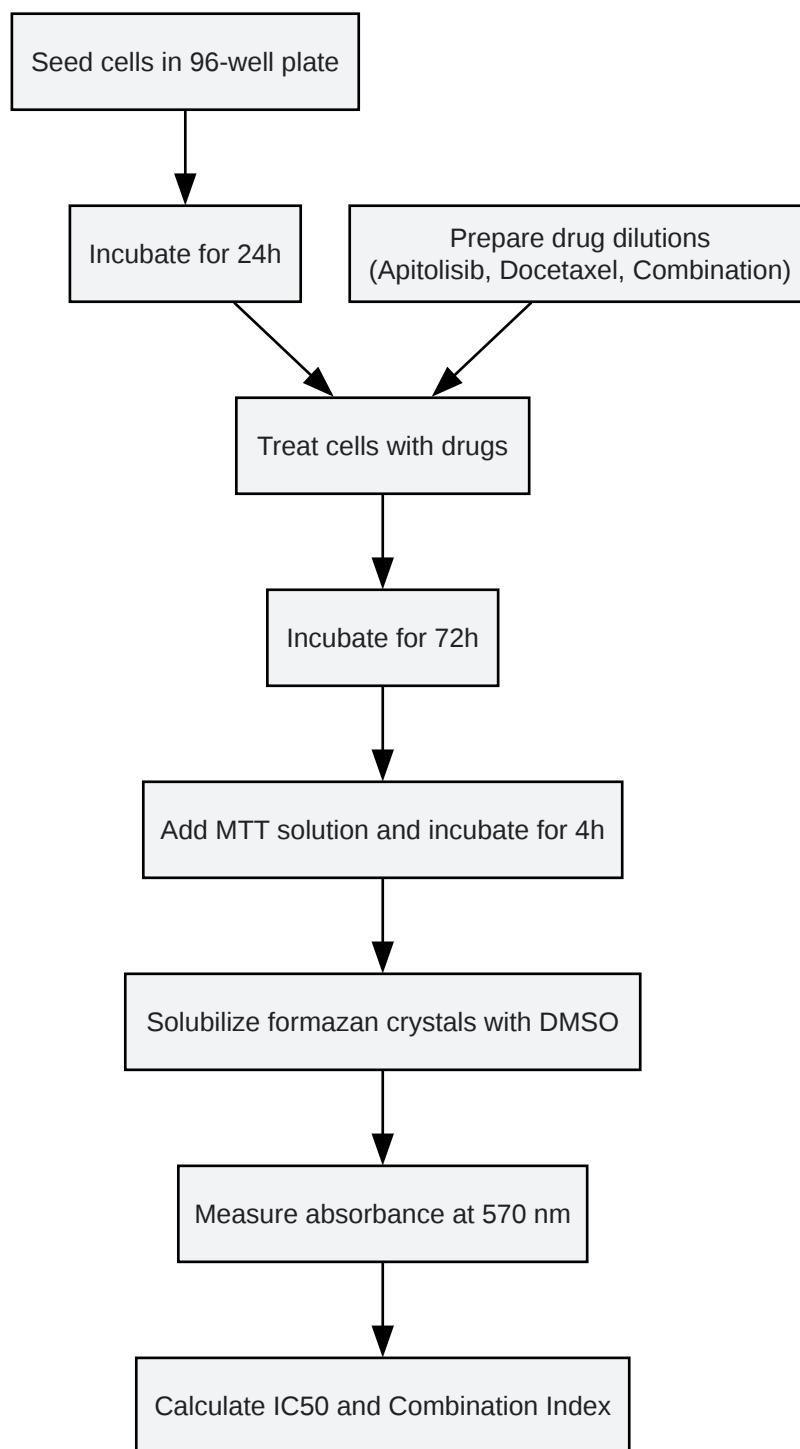 Seed cells in 96-well plate
Incubate for 24h
Prepare drug dilutions
(Apitolisib, Docetaxel, Combination)
Treat cells with drugs
Incubate for 72h
Add MTT solution and incubate for 4h
Solubilize formazan crystals with DMSO
Measure absorbance at 570 nm
Calculate IC50 and Combination Index